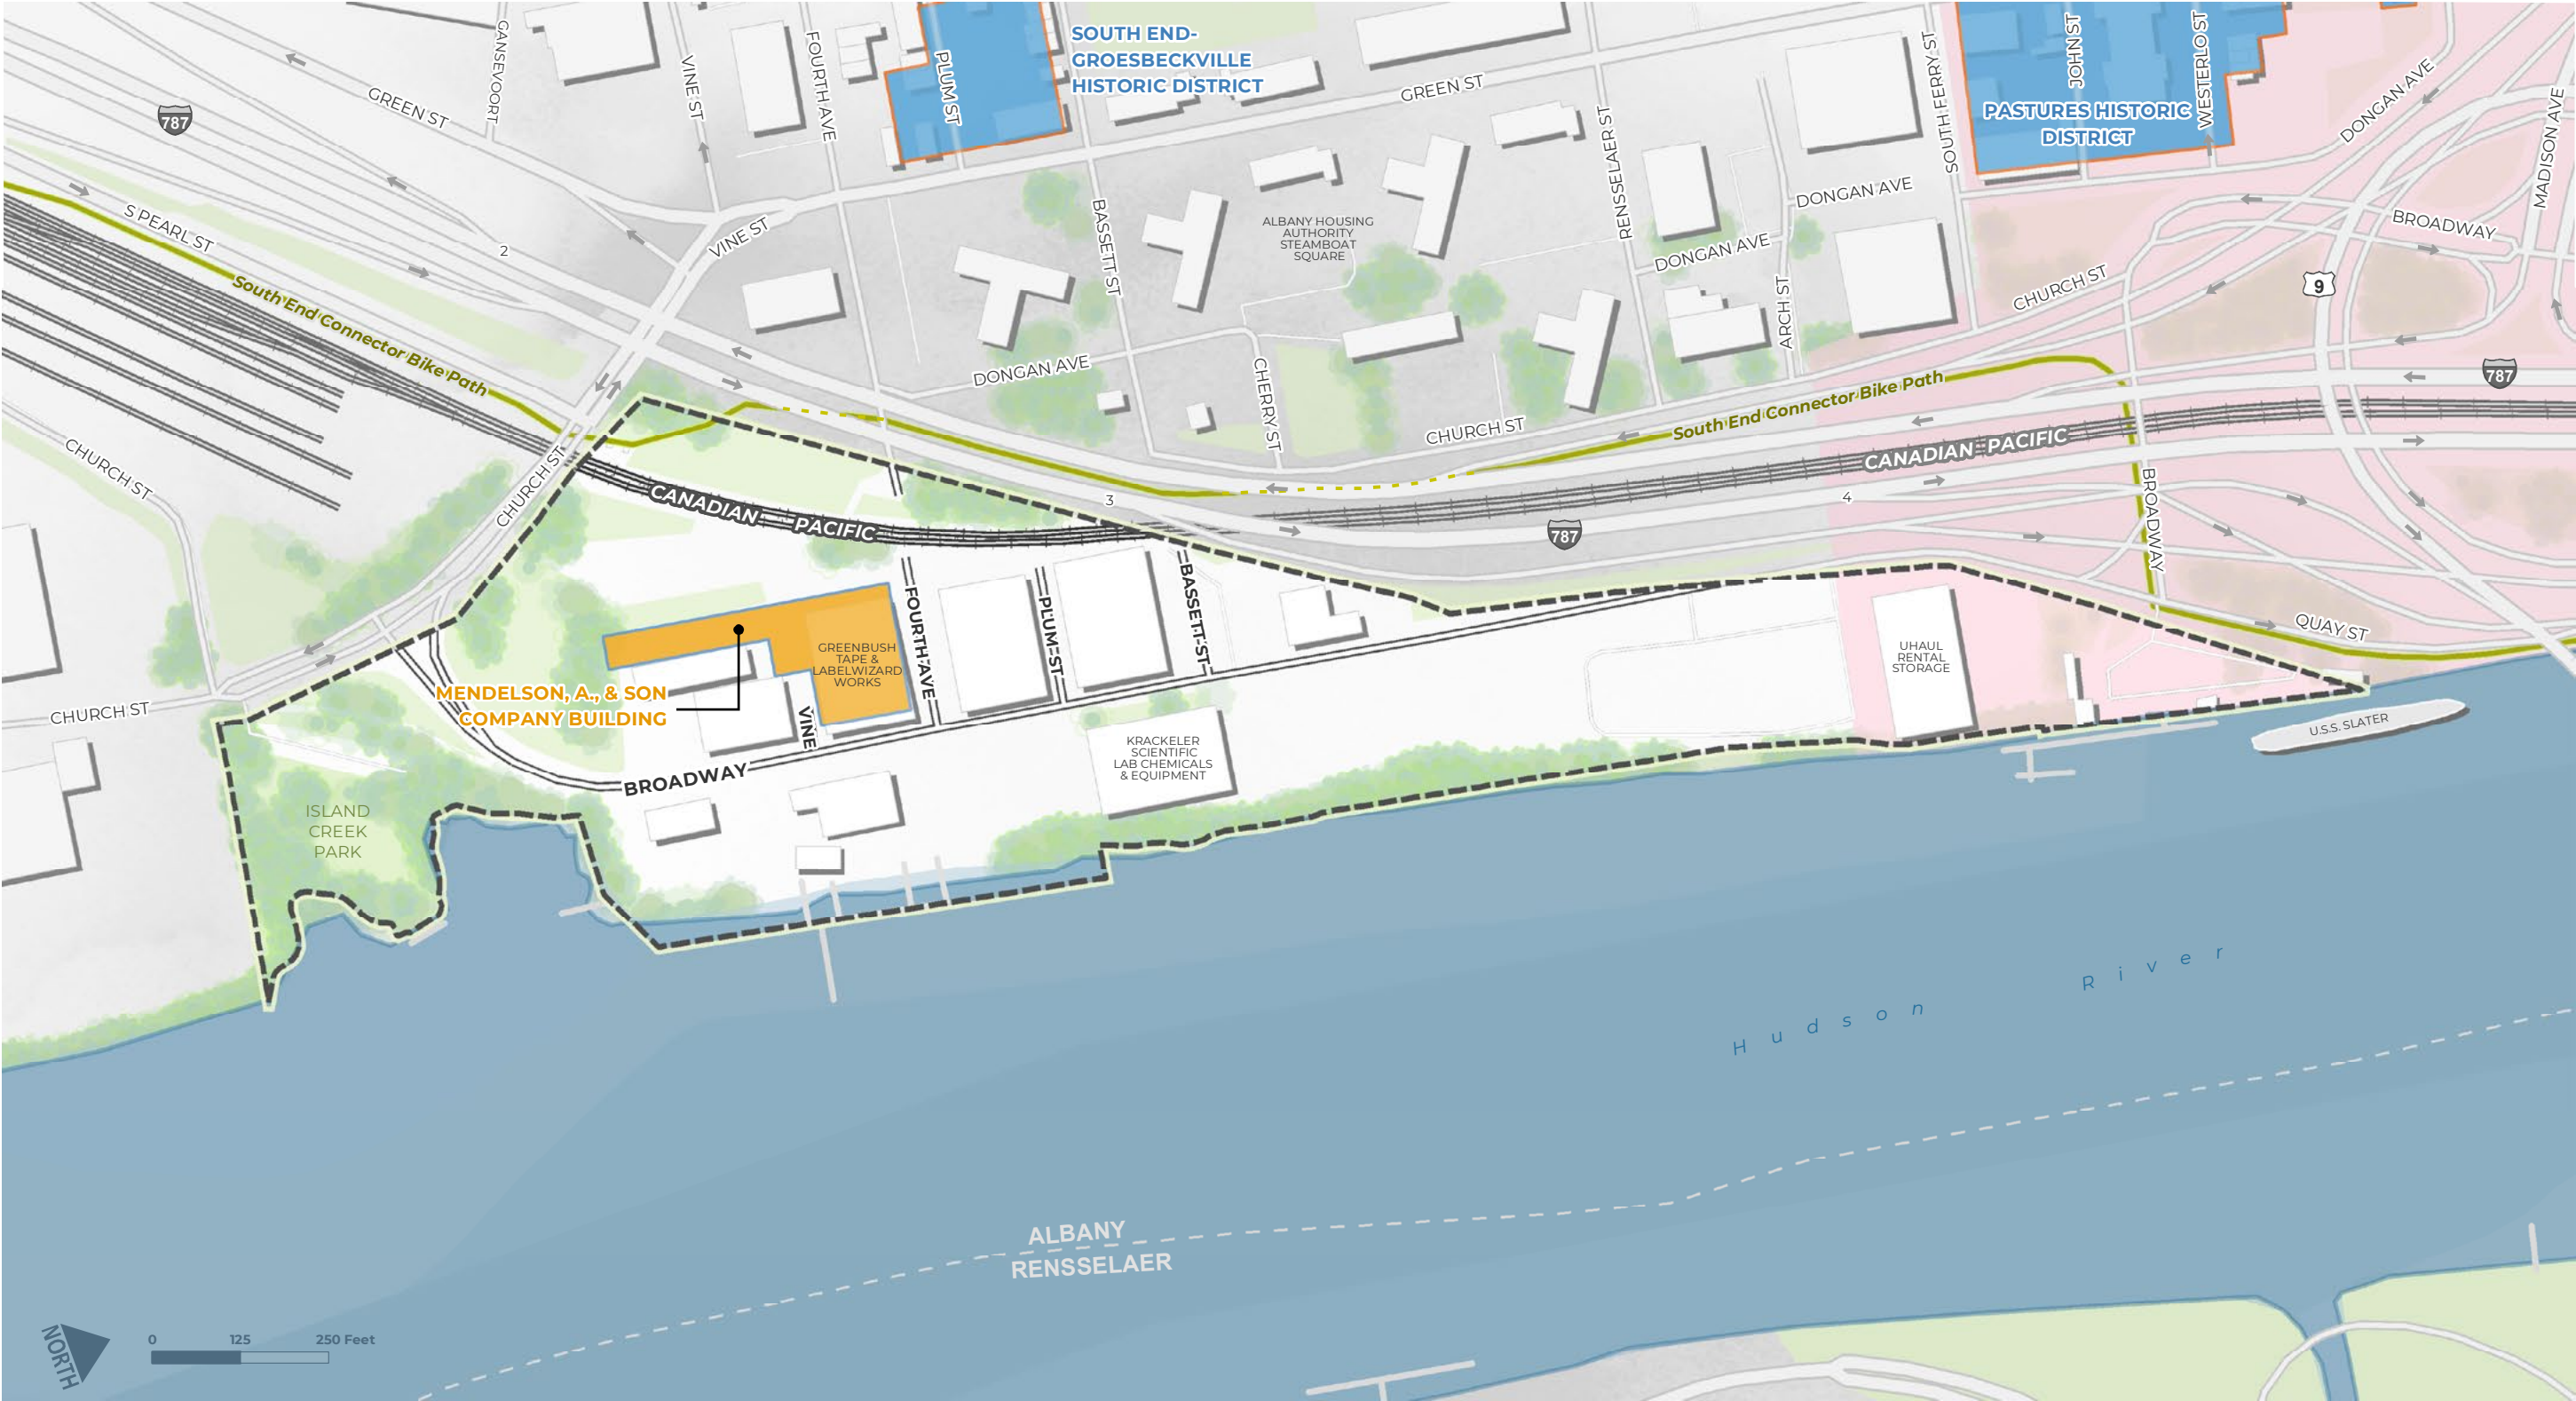 SOUTH END-
GROESBECKVILLE
HISTORIC DISTRICT
PASTURES HISTORIC
DISTRICT
GANSEVOORT
VINE ST
FOURTH AVE
PLUM ST
SOUTH FERRY ST
JOHN ST
WESTERLO ST
DONGAN AVE
MADISON AVE
787
GREEN ST
GREEN ST
RENSSELAER ST
BASSETT ST
S PEARL ST
2
VINE ST
ALBANY HOUSING
AUTHORITY
STEAMBOAT
SQUARE
DONGAN AVE
DONGAN AVE
BROADWAY
CHURCH ST
9
ARCH ST
South End Connector Bike Path
DONGAN AVE
CHERRY ST
South End Connector Bike Path
787
CHURCH ST
CHURCH ST
CHURCH ST
CANADIAN PACIFIC
CANADIAN PACIFIC
3
4
787
BROADWAY
BASSETT ST
PLUM ST
FOURTH AVE
GREENBUSH
TAPE &
LABELWIZARD
WORKS
MENDELSON, A., & SON
COMPANY BUILDING
VINE
UHAUL
RENTAL
STORAGE
QUAY ST
U.S.S. SLATER
CHURCH ST
BROADWAY
KRACKELER
SCIENTIFIC
LAB CHEMICALS
& EQUIPMENT
ISLAND
CREEK
PARK
Hudson River
ALBANY
RENSSELAER
NORTH
0 125 250 Feet